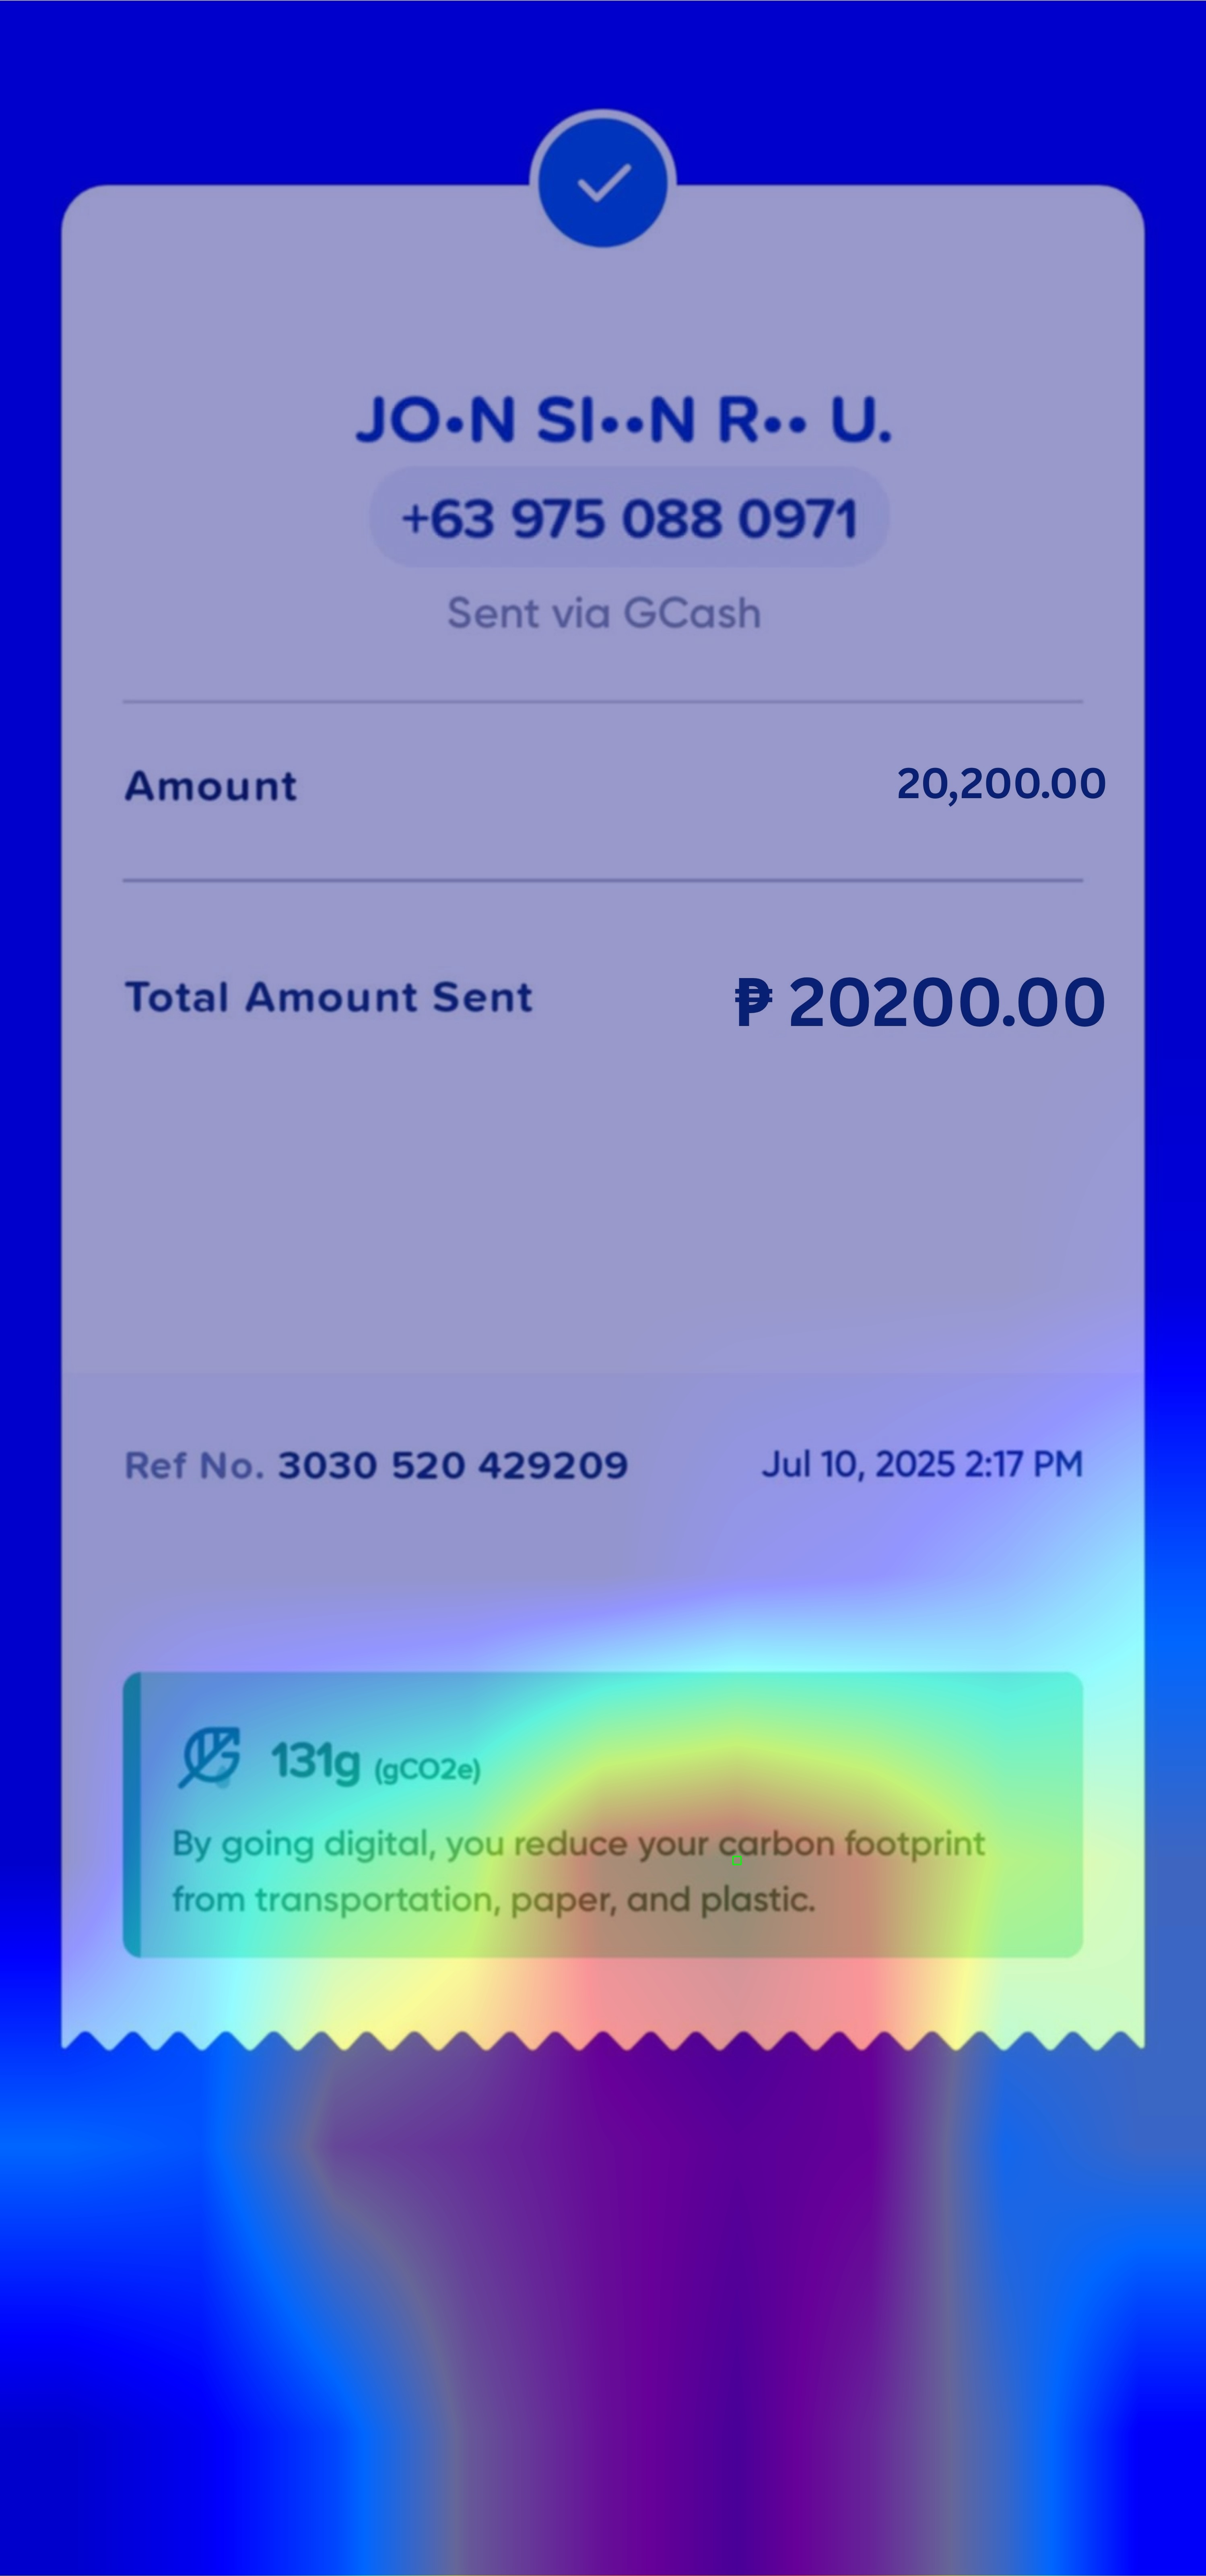 JO•N SI••N R•• U.
+63 975 088 0971
Sent via GCash
Amount 20,200.00
Total Amount Sent ₱ 20200.00
Ref No. 3030 520 429209 Jul 10, 2025 2:17 PM
131g (gCO2e)
By going digital, you reduce your carbon footprint
from transportation, paper, and plastic.